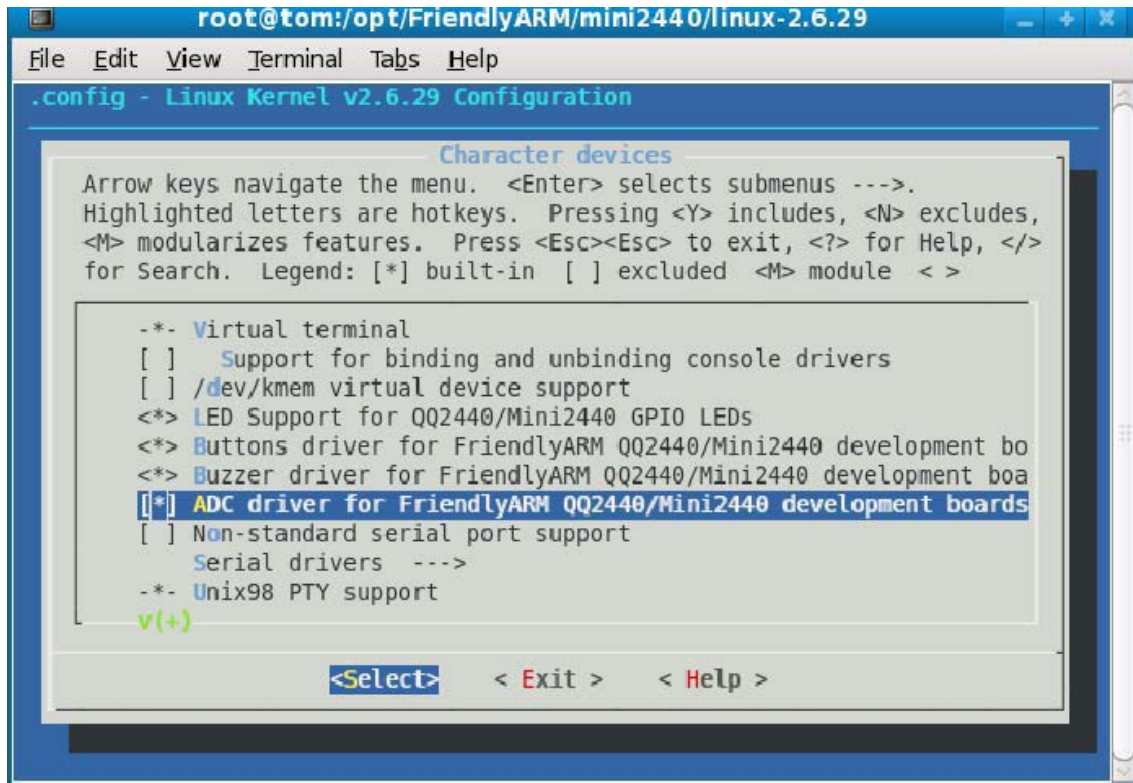 root@tom:/opt/FriendlyARM/mini2440/linux-2.6.29
File Edit View Terminal Tabs Help
.config - Linux Kernel v2.6.29 Configuration
Character devices
Arrow keys navigate the menu. <Enter> selects submenus --->.
Highlighted letters are hotkeys. Pressing <Y> includes, <N> excludes,
<M> modularizes features. Press <Esc><Esc> to exit, <?> for Help, </>
for Search. Legend: [*] built-in [ ] excluded <M> module < >
-*- Virtual terminal
[ ] Support for binding and unbinding console drivers
[ ] /dev/kmem virtual device support
<*> LED Support for QQ2440/Mini2440 GPIO LEDs
<*> Buttons driver for FriendlyARM QQ2440/Mini2440 development bo
<*> Buzzer driver for FriendlyARM QQ2440/Mini2440 development boa
[*] ADC driver for FriendlyARM QQ2440/Mini2440 development boards
[ ] Non-standard serial port support
Serial drivers --->
-*- Unix98 PTY support
v(+)
<Select> < Exit > < Help >